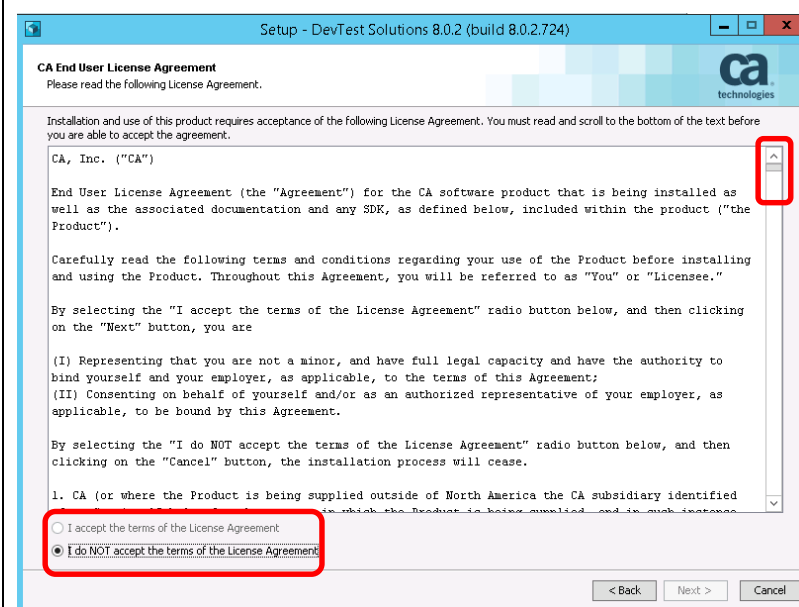 Setup - DevTest Solutions 8.0.2 (build 8.0.2.724)
CA End User License Agreement
Please read the following License Agreement.
ca
technologies
Installation and use of this product requires acceptance of the following License Agreement. You must read and scroll to the bottom of the text before
you are able to accept the agreement.
CA, Inc. ("CA")
End User License Agreement (the "Agreement") for the CA software product that is being installed as
well as the associated documentation and any SDK, as defined below, included within the product ("the
Product").
Carefully read the following terms and conditions regarding your use of the Product before installing
and using the Product. Throughout this Agreement, you will be referred to as "You" or "Licensee."
By selecting the "I accept the terms of the License Agreement" radio button below, and then clicking
on the "Next" button, you are
(I) Representing that you are not a minor, and have full legal capacity and have the authority to
bind yourself and your employer, as applicable, to the terms of this Agreement;
(II) Consenting on behalf of yourself and/or as an authorized representative of your employer, as
applicable, to be bound by this Agreement.
By selecting the "I do NOT accept the terms of the License Agreement" radio button below, and then
clicking on the "Cancel" button, the installation process will cease.
1. CA (or where the Product is being supplied outside of North America the CA subsidiary identified
in which the Product is being supplied, and in such instance
I accept the terms of the License Agreement
I do NOT accept the terms of the License Agreement
< Back
Next >
Cancel